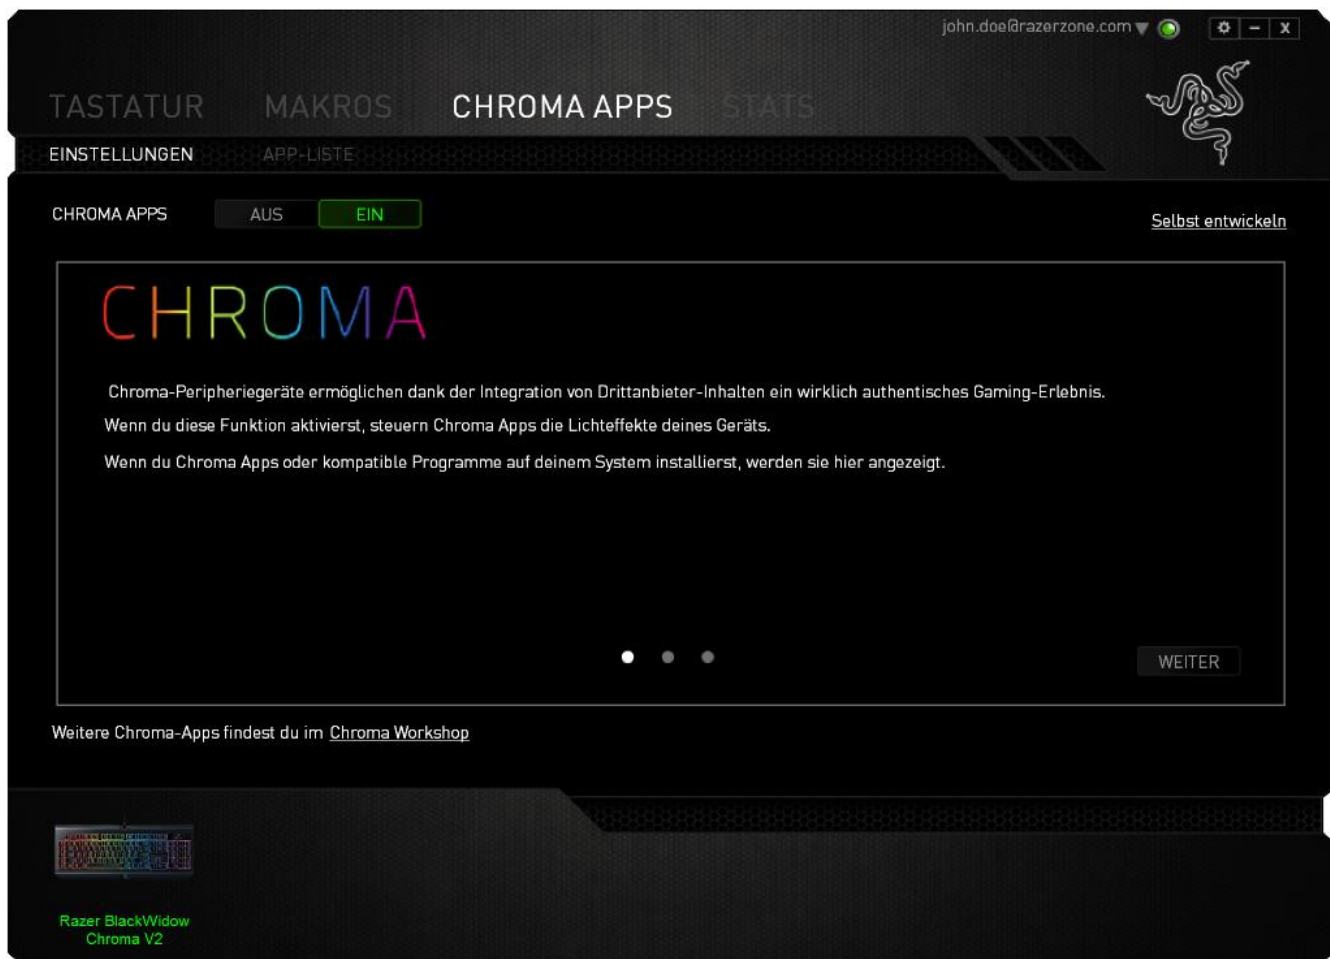 john.doe@razerzone.com
TASTATUR MAKROS CHROMA APPS STATS
EINSTELLUNGEN APP-LISTE
CHROMA APPS AUS EIN
Selbst entwickeln
CHROMA
Chroma-Peripheriegeräte ermöglichen dank der Integration von Drittanbieter-Inhalten ein wirklich authentisches Gaming-Erlebnis.
Wenn du diese Funktion aktivierst, steuern Chroma Apps die Lichteffekte deines Geräts.
Wenn du Chroma Apps oder kompatible Programme auf deinem System installierst, werden sie hier angezeigt.
WEITER
Weitere Chroma-Apps findest du im Chroma Workshop
Razer BlackWidow
Chroma V2